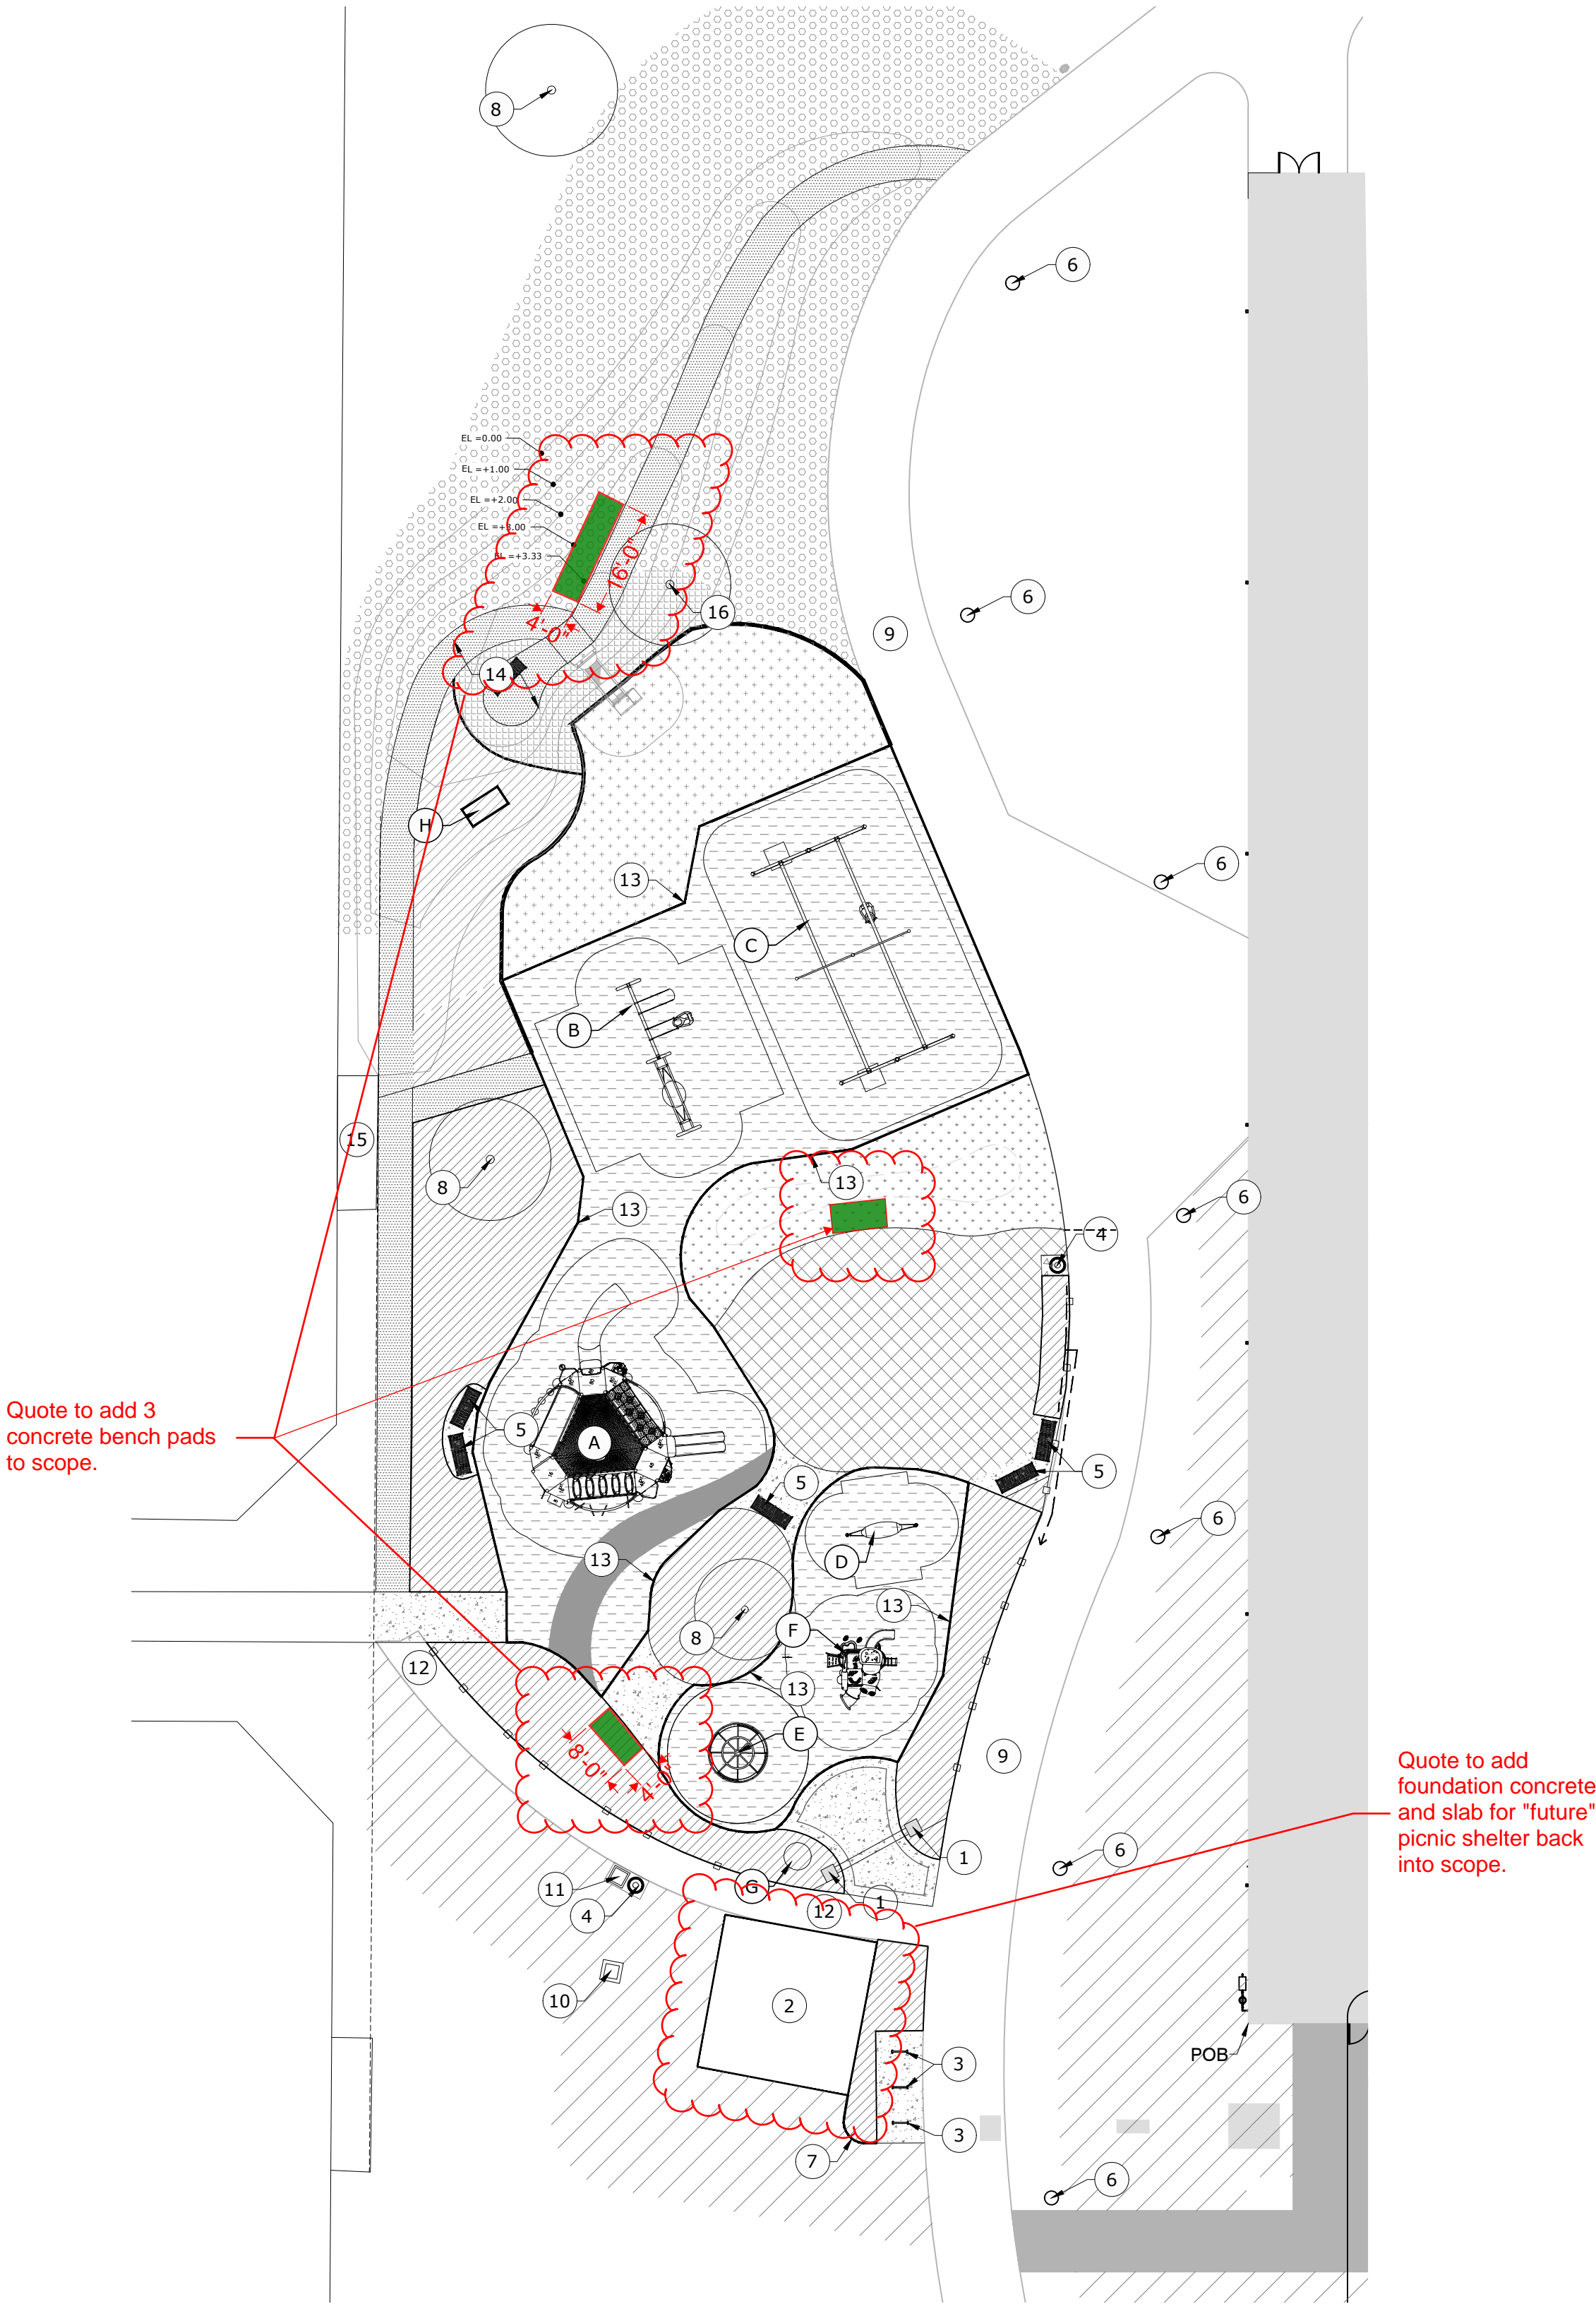 8
6
EL =0.00
EL =+1.00
EL =+2.00
EL =+3.00
EL =+3.33
16'-0"
4'-0"
16
6
9
14
H
6
13
C
B
15
8
13
13
6
4
Quote to add 3
concrete bench pads
to scope.
5
A
5
5
6
13
D
13
F
8
12
13
E
9
8'-0"
4'-0"
Quote to add
foundation concrete
and slab for "future"
picnic shelter back
into scope.
1
6
11
G
1
4
12
10
2
3
POB
3
7
6